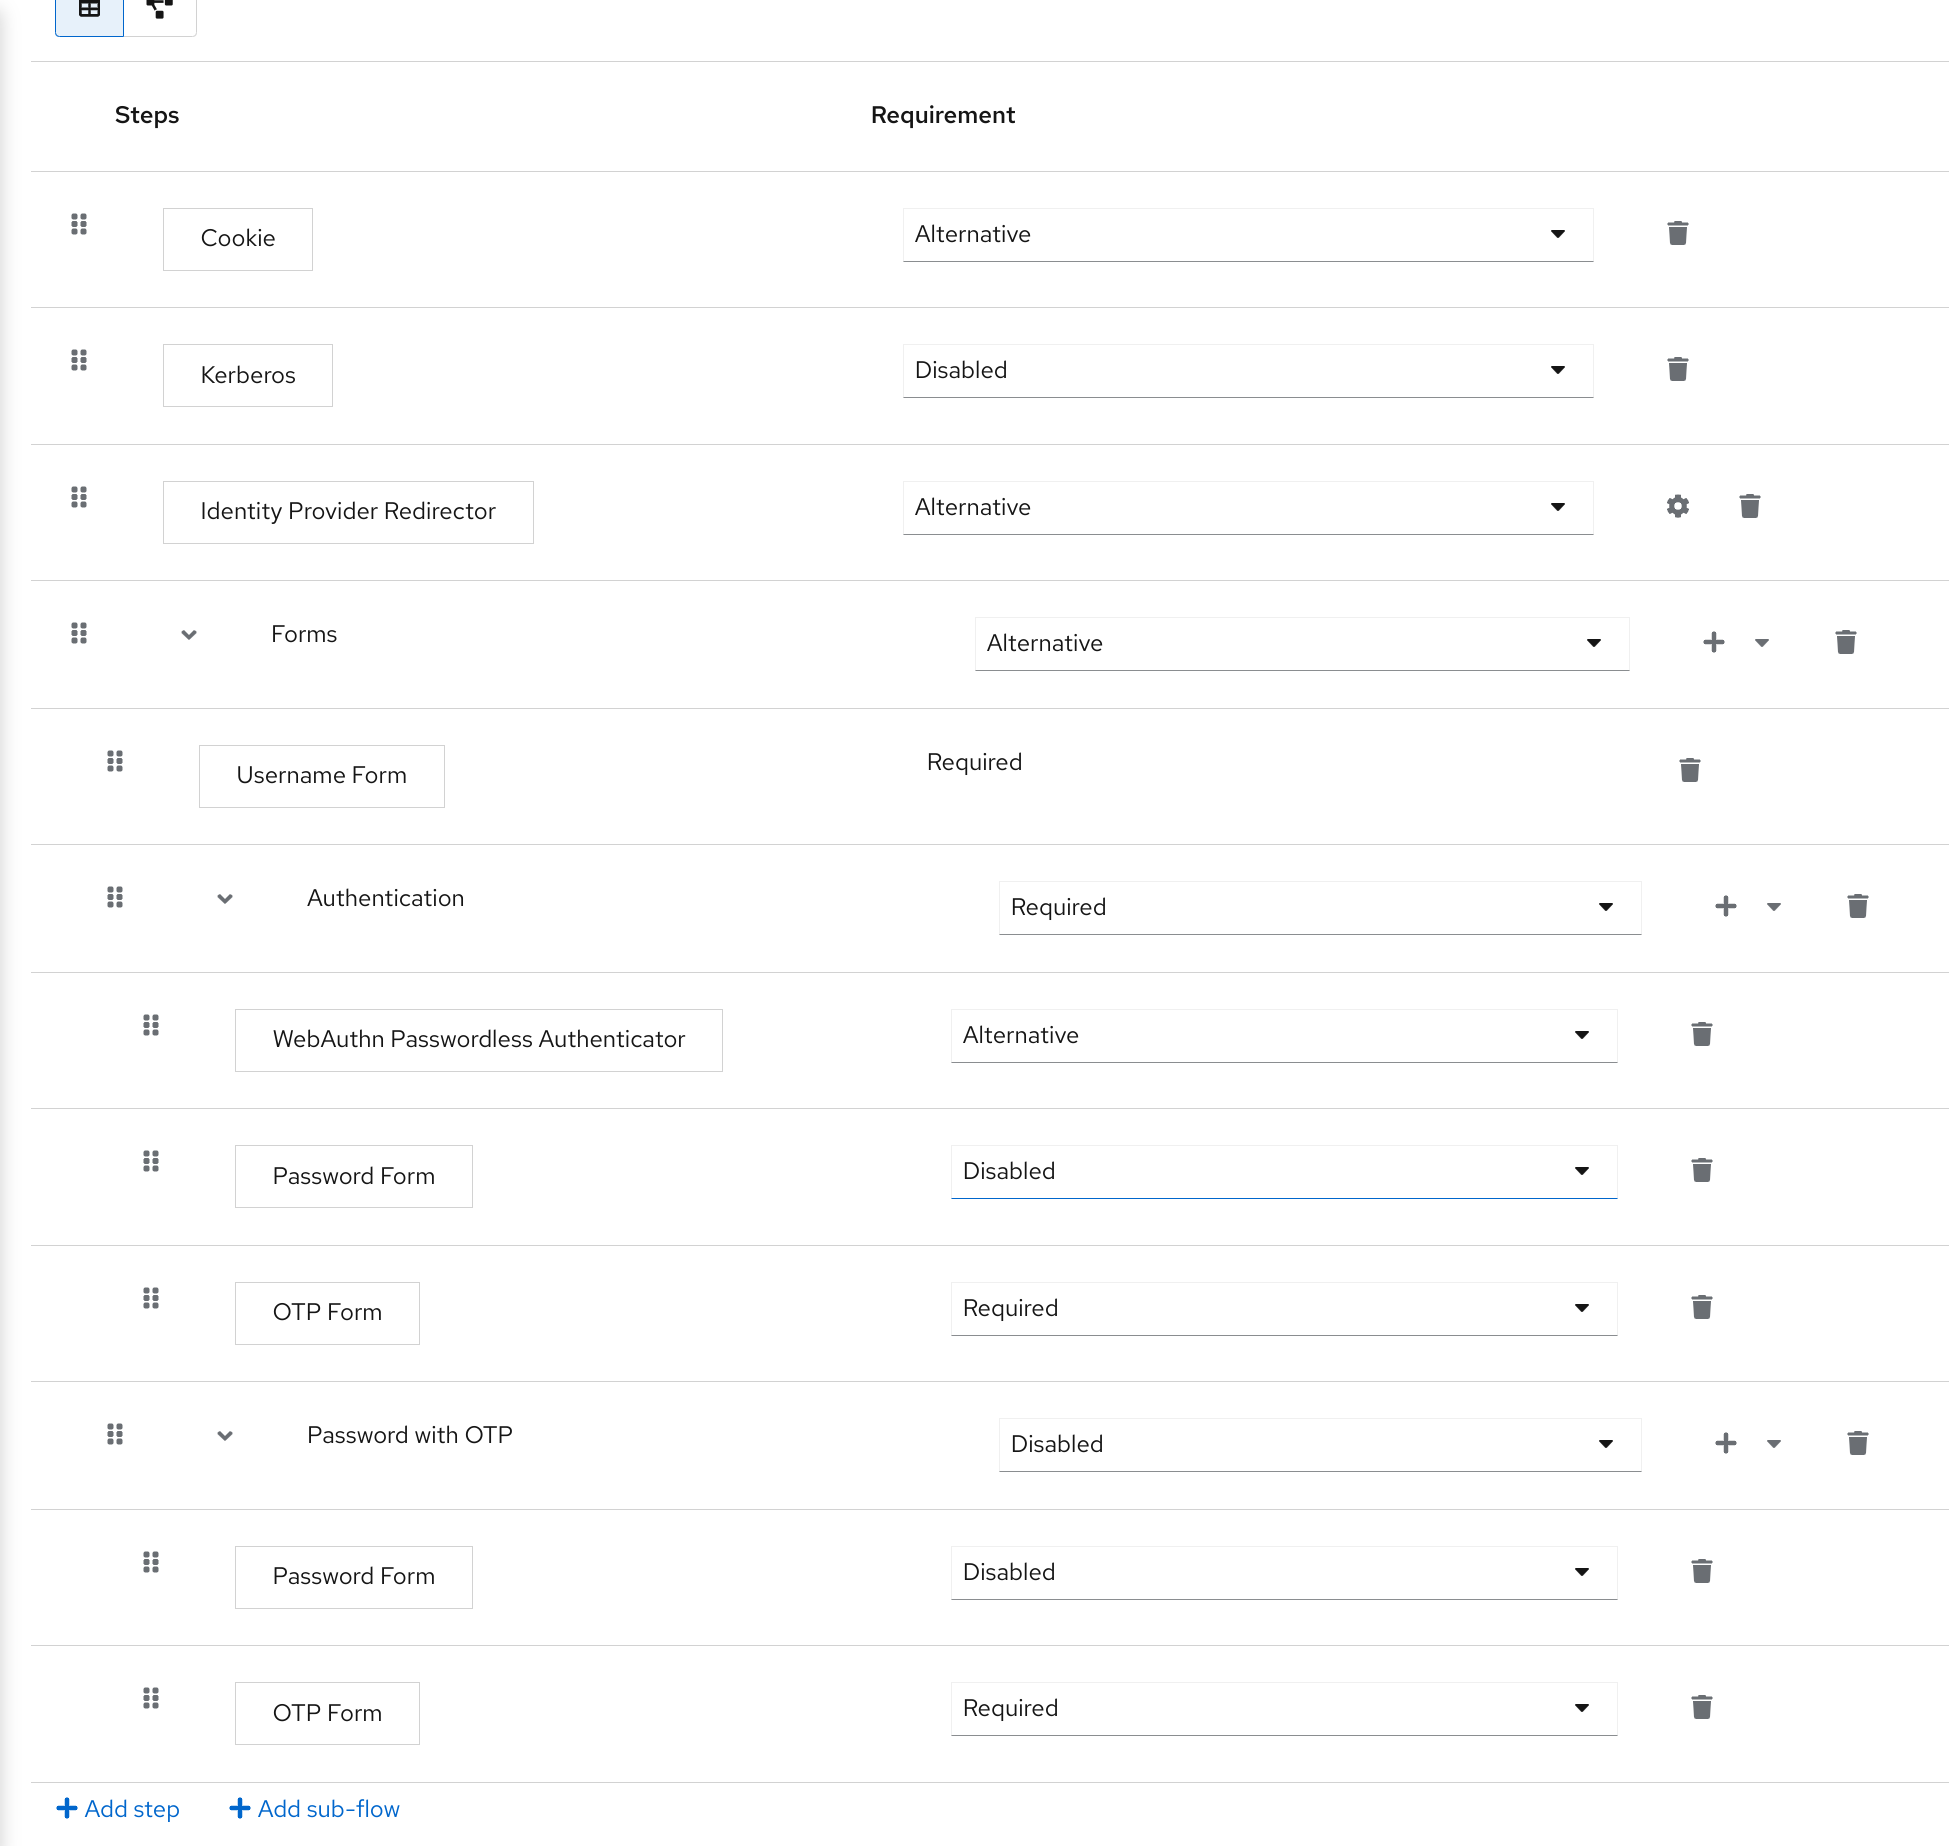 Steps Requirement
Cookie Alternative
Kerberos Disabled
Identity Provider Redirector Alternative
Forms Alternative
Username Form Required
Authentication Required
WebAuthn Passwordless Authenticator Alternative
Password Form Disabled
OTP Form Required
Password with OTP Disabled
Password Form Disabled
OTP Form Required
Add step Add sub-flow